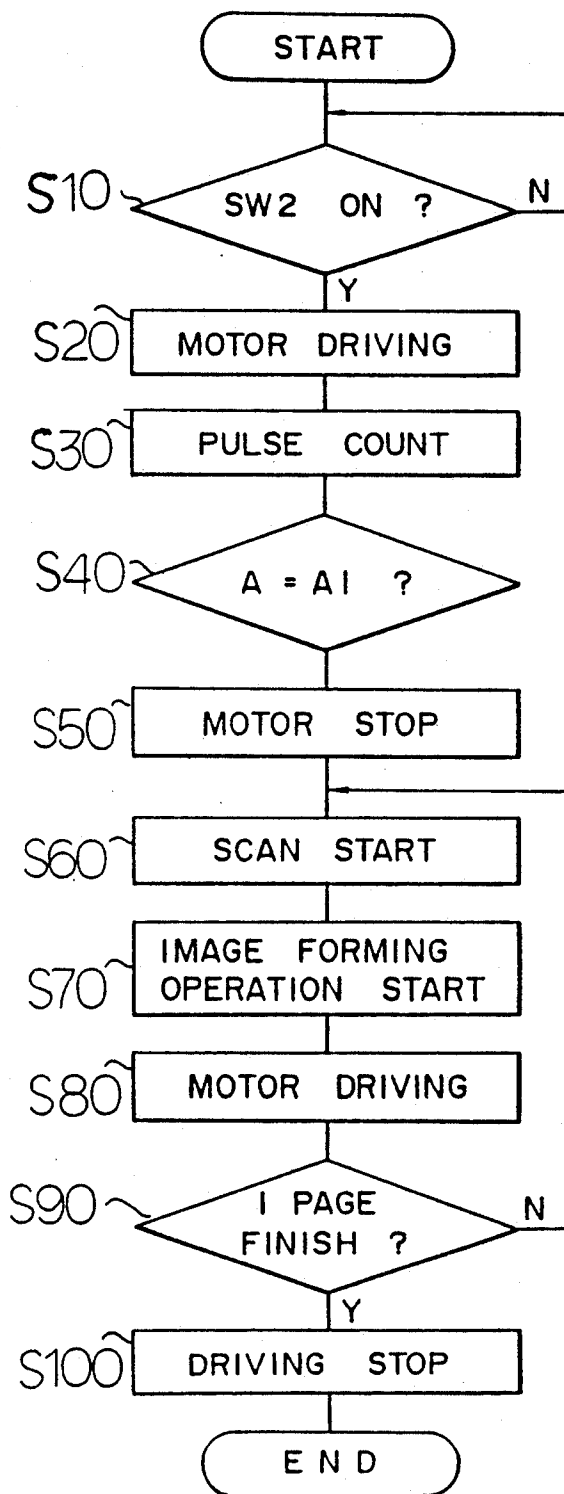 START
S10
SW2 ON ?
N
Y
S20
MOTOR DRIVING
S30
PULSE COUNT
S40
A = A1 ?
S50
MOTOR STOP
S60
SCAN START
S70
IMAGE FORMING
OPERATION START
S80
MOTOR DRIVING
S90
1 PAGE
FINISH ?
N
Y
S100
DRIVING STOP
END